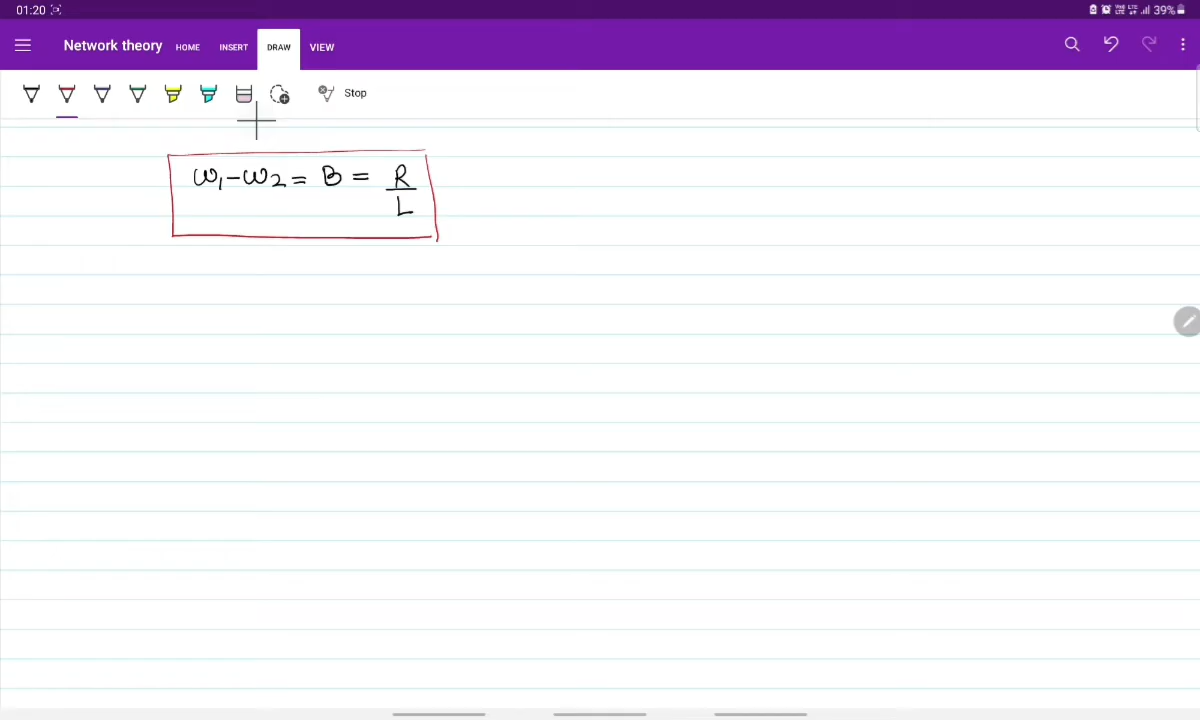 01:20 39%
Network theory HOME INSERT DRAW VIEW
Stop
ω₁-ω₂ = B = R/L